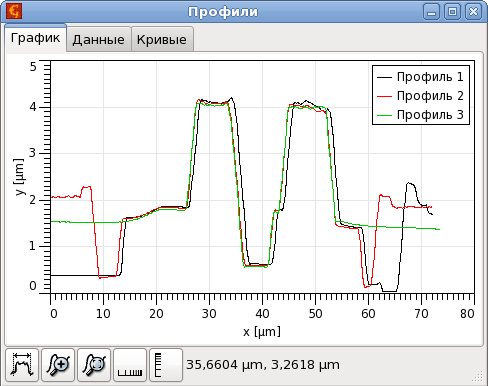 Профили
График Данные Кривые
Профиль 1
Профиль 2
Профиль 3
5
4
3
2
1
0
y [µm]
0 10 20 30 40 50 60 70 80
x [µm]
35,6604 µm, 3,2618 µm